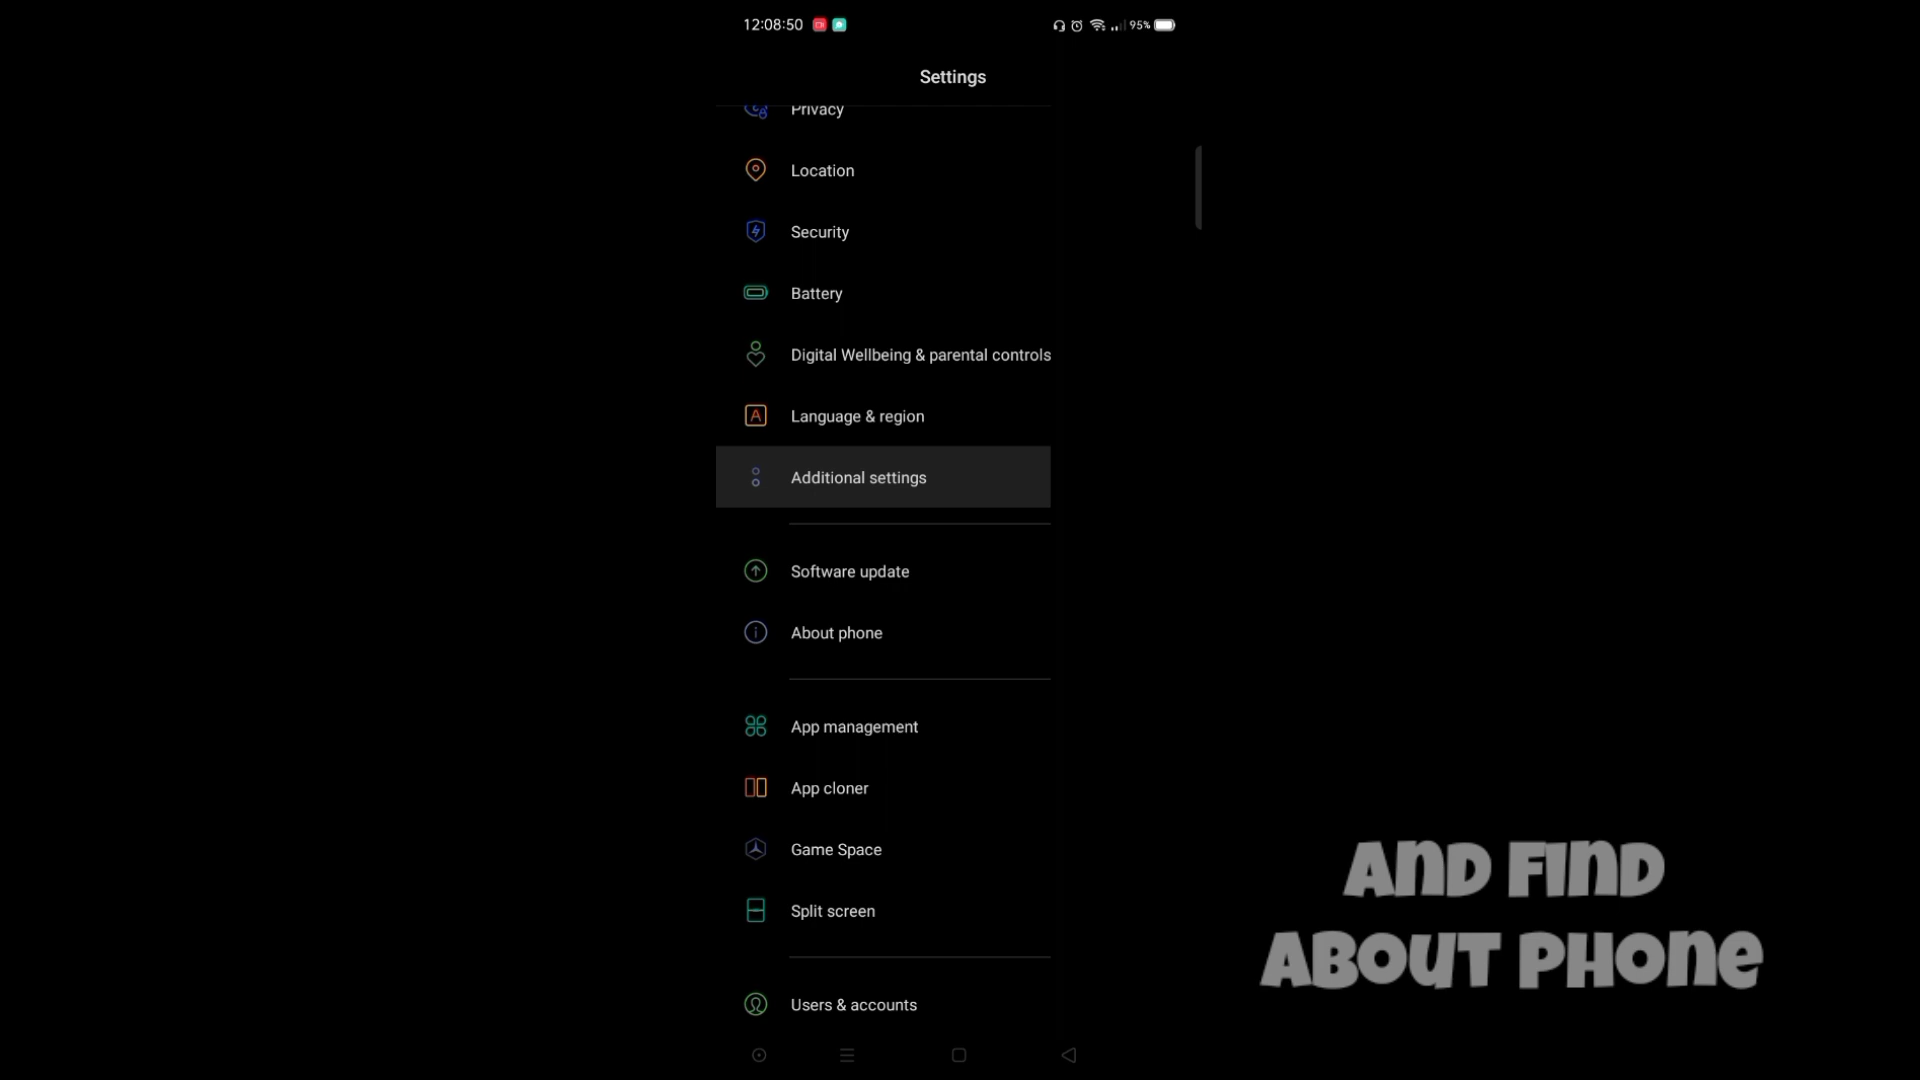 12:08:50
95%
Settings
Privacy
Location
Security
Battery
Digital Wellbeing & parental controls
A
Language & region
Additional settings
Software update
About phone
App management
App cloner
Game Space
Split screen
Users & accounts
AND FIND
ABOUT PHONE